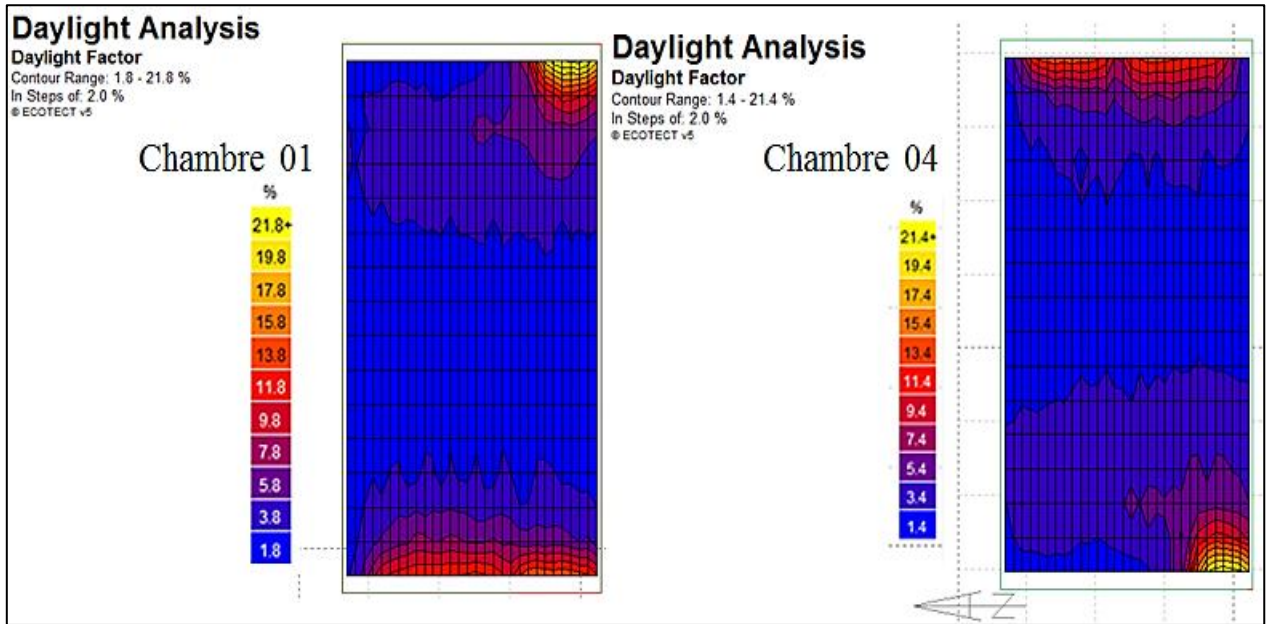 Daylight Analysis
Daylight Factor
Contour Range: 1.8 - 21.8 %
In Steps of: 2.0 %
© ECOTECT v5
Chambre 01
%
21.8+
19.8
17.8
15.8
13.8
11.8
9.8
7.8
5.8
3.8
1.8
Daylight Analysis
Daylight Factor
Contour Range: 1.4 - 21.4 %
In Steps of: 2.0 %
© ECOTECT v5
Chambre 04
%
21.4+
19.4
17.4
15.4
13.4
11.4
9.4
7.4
5.4
3.4
1.4
N